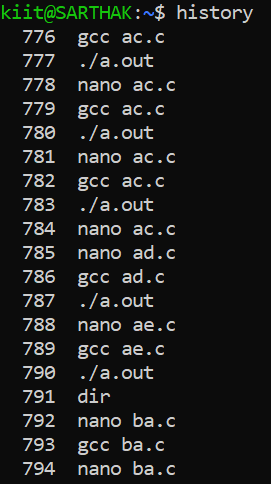 kiit@SARTHAK:~$ history
776 gcc ac.c
777 ./a.out
778 nano ac.c
779 gcc ac.c
780 ./a.out
781 nano ac.c
782 gcc ac.c
783 ./a.out
784 nano ac.c
785 nano ad.c
786 gcc ad.c
787 ./a.out
788 nano ae.c
789 gcc ae.c
790 ./a.out
791 dir
792 nano ba.c
793 gcc ba.c
794 nano ba.c